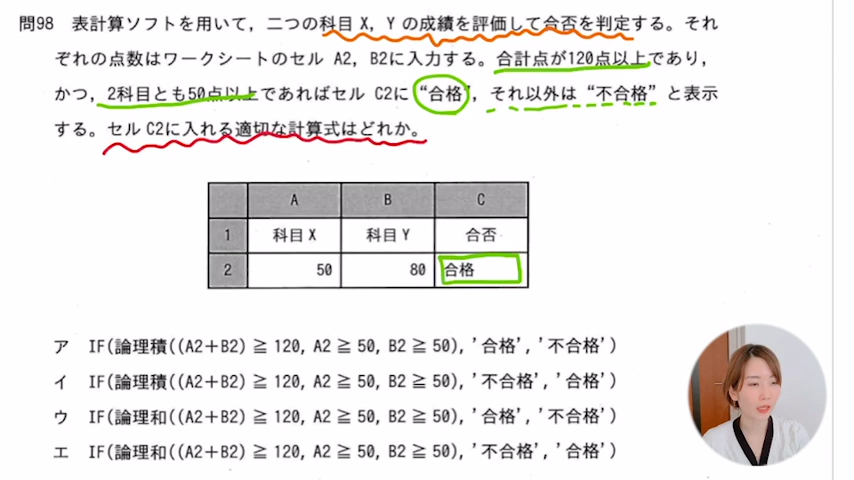 問98 表計算ソフトを用いて，二つの科目X，Yの成績を評価して合否を判定する。それ
ぞれの点数はワークシートのセル A2，B2に入力する。合計点が120点以上であり，
かつ，2科目とも50点以上であればセル C2に “合格”，それ以外は “不合格” と表示
する。セル C2に入れる適切な計算式はどれか。
A B C
1 科目X 科目Y 合否
2 50 80 合格
ア IF(論理積((A2+B2) ≧ 120, A2 ≧ 50, B2 ≧ 50), '合格', '不合格')
イ IF(論理積((A2+B2) ≧ 120, A2 ≧ 50, B2 ≧ 50), '不合格', '合格')
ウ IF(論理和((A2+B2) ≧ 120, A2 ≧ 50, B2 ≧ 50), '合格', '不合格')
エ IF(論理和((A2+B2) ≧ 120, A2 ≧ 50, B2 ≧ 50), '不合格', '合格')